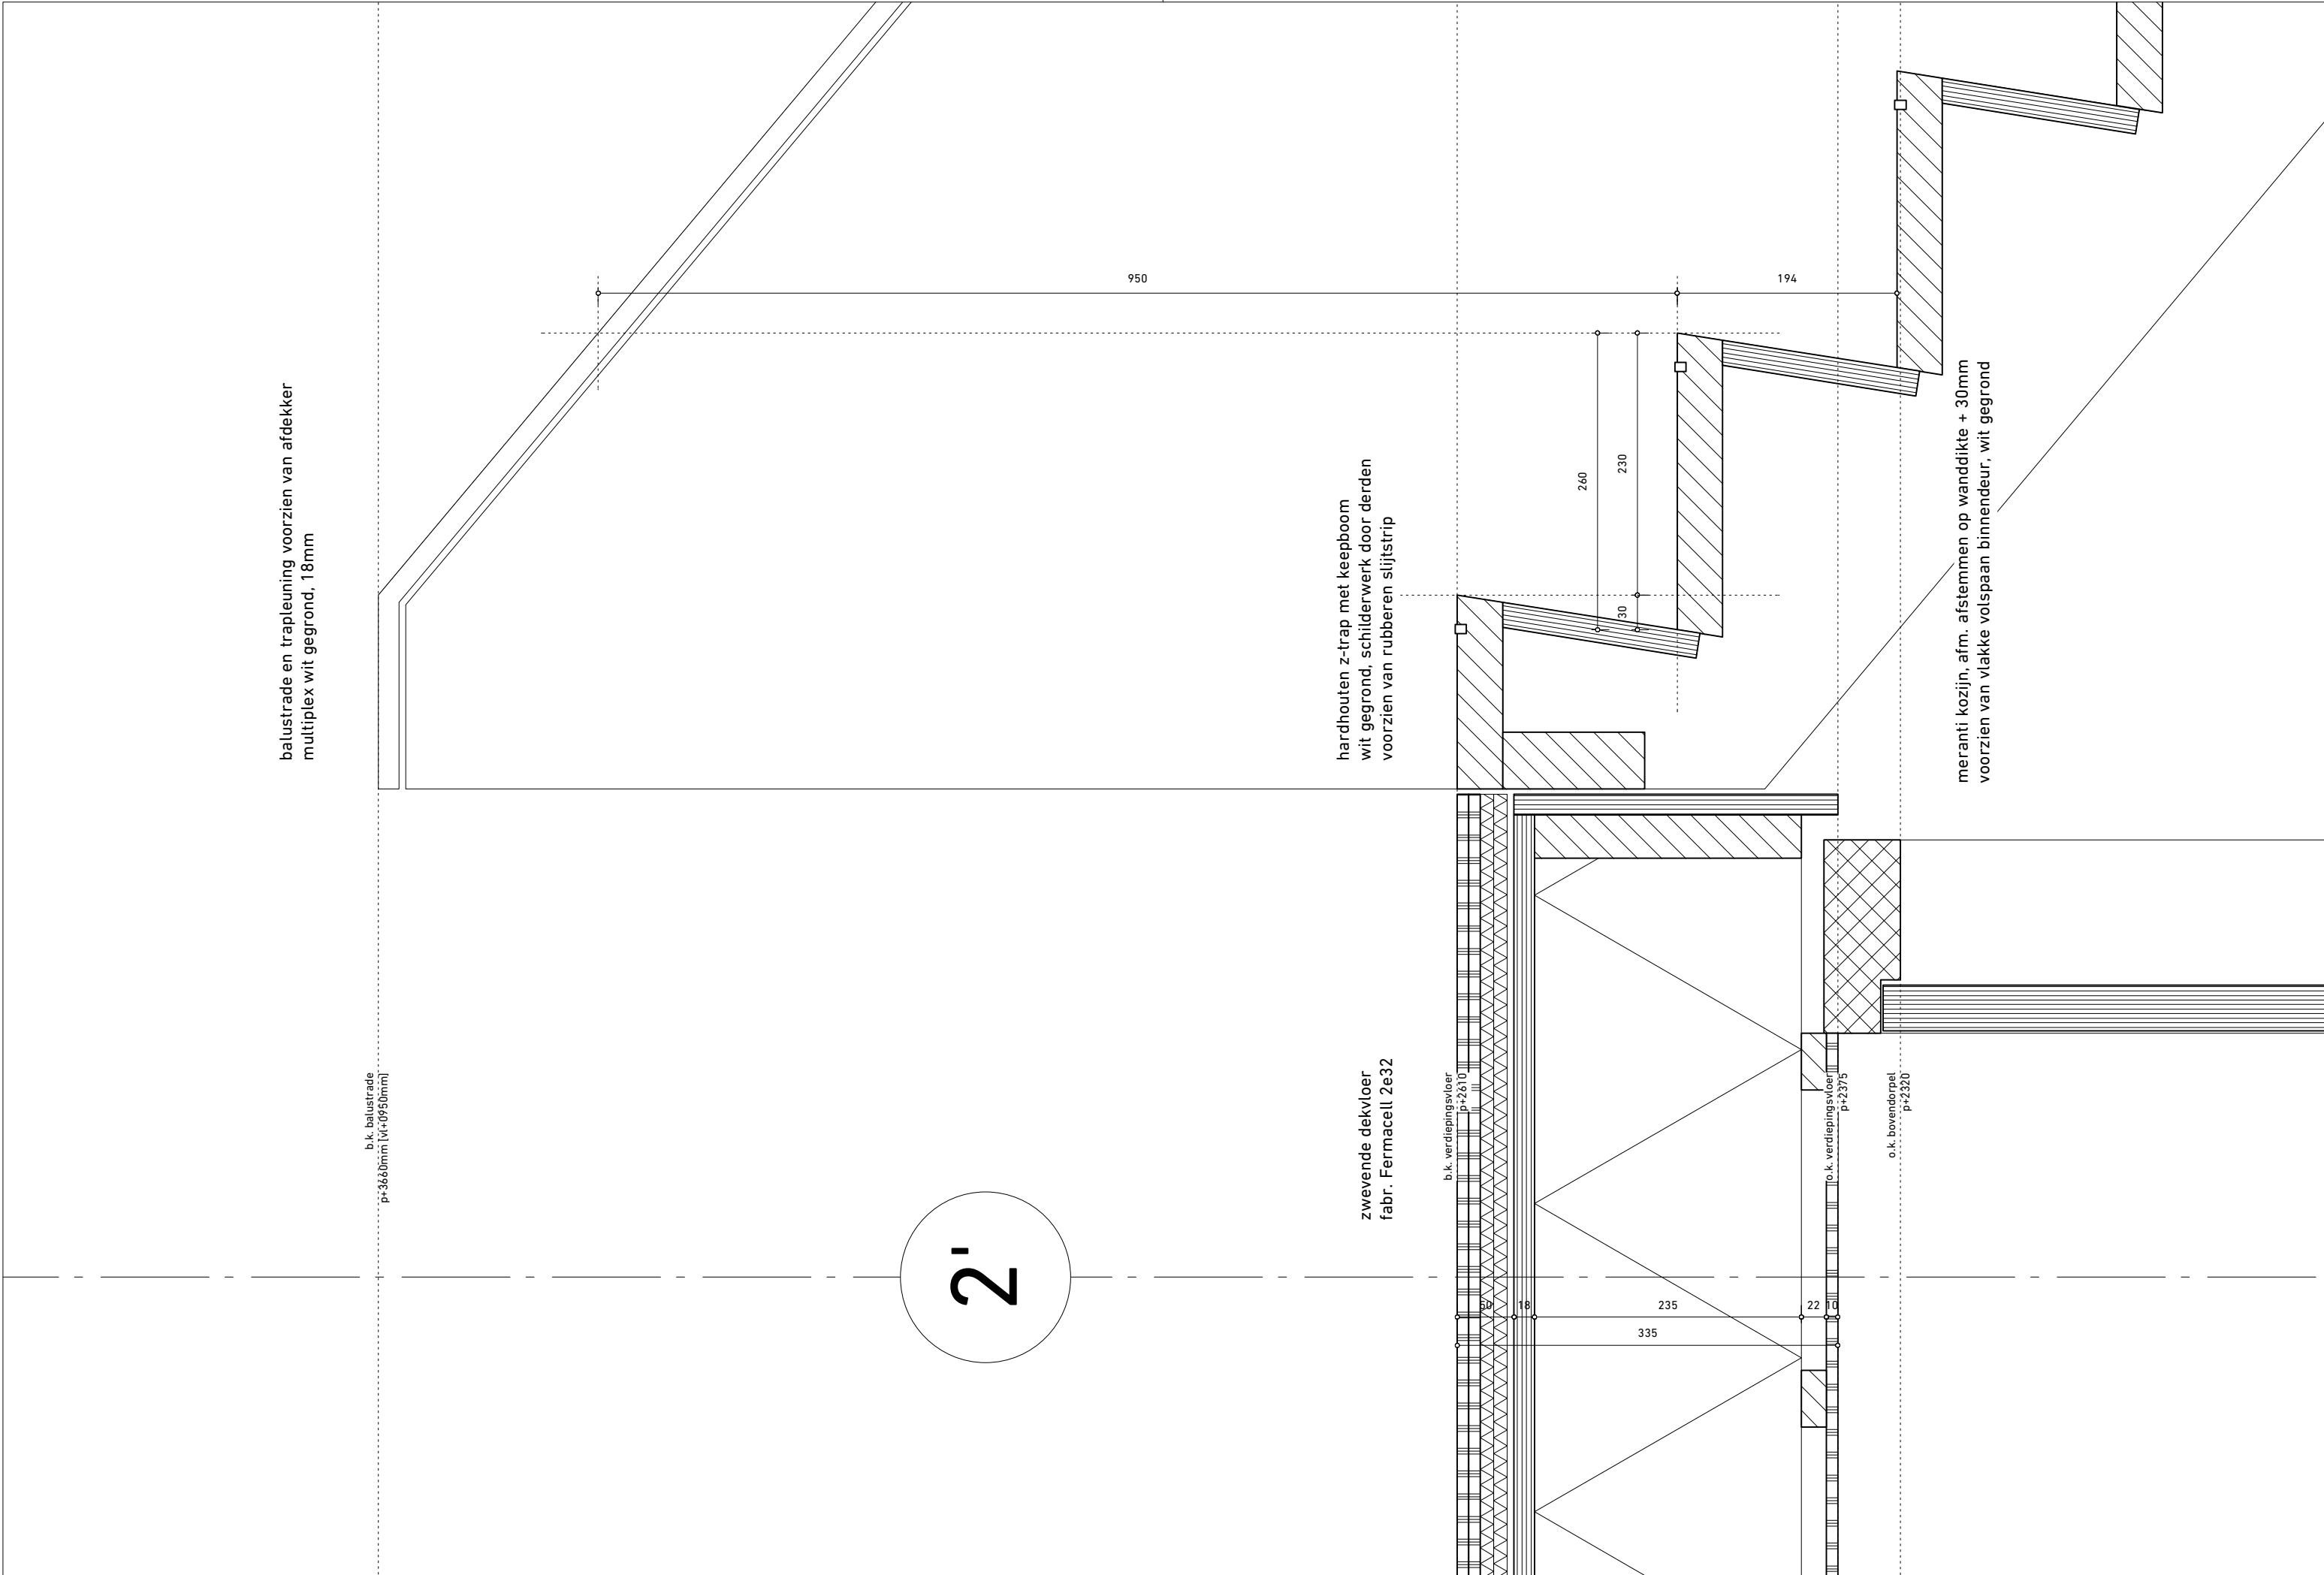 balustrade en trapleuning voorzien van afdekker
multiplex wit gegrond, 18mm
hardhouten z-trap met keepboom
wit gegrond, schilderwerk door derden
voorzien van rubberen slijtstrip
meranti kozijn, afm. afstemmen op wanddikte + 30mm
voorzien van vlakke volspaan binnendeur, wit gegrond
950
194
260
230
30
b.k. balustrade
p+3660mm [vl+0950mm]
zwevende dekvloer
fabr. Fermacell 2e32
b.k. verdiepingsvloer
p+2610
o.k. verdiepingsvloer
p+2375
o.k. bovendorpel
p+2320
2'
50
18
235
22
10
335